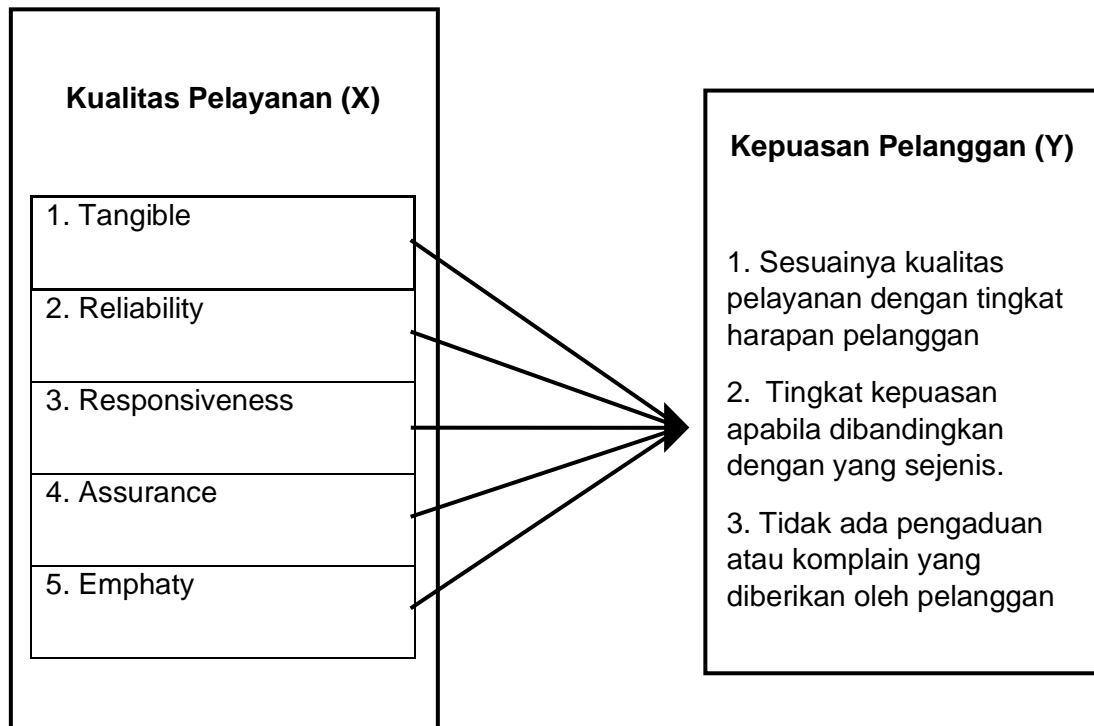 Kualitas Pelayanan (X)
1. Tangible
2. Reliability
3. Responsiveness
4. Assurance
5. Emphaty
Kepuasan Pelanggan (Y)
1. Sesuainya kualitas
pelayanan dengan tingkat
harapan pelanggan
2. Tingkat kepuasan
apabila dibandingkan
dengan yang sejenis.
3. Tidak ada pengaduan
atau komplain yang
diberikan oleh pelanggan